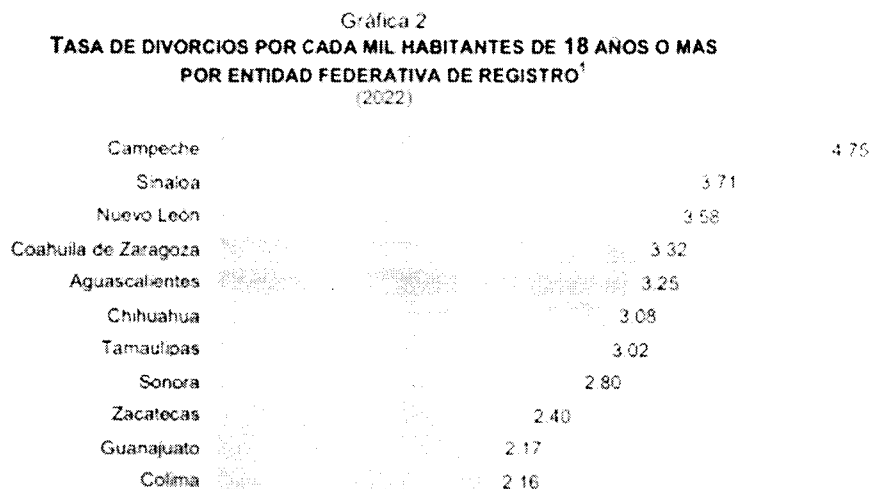 Gráfica 2
TASA DE DIVORCIOS POR CADA MIL HABITANTES DE 18 AÑOS O MAS
POR ENTIDAD FEDERATIVA DE REGISTRO¹
(2022)
Campeche 4.75
Sinaloa 3.71
Nuevo León 3.58
Coahuila de Zaragoza 3.32
Aguascalientes 3.25
Chihuahua 3.08
Tamaulipas 3.02
Sonora 2.80
Zacatecas 2.40
Guanajuato 2.17
Colima 2.16